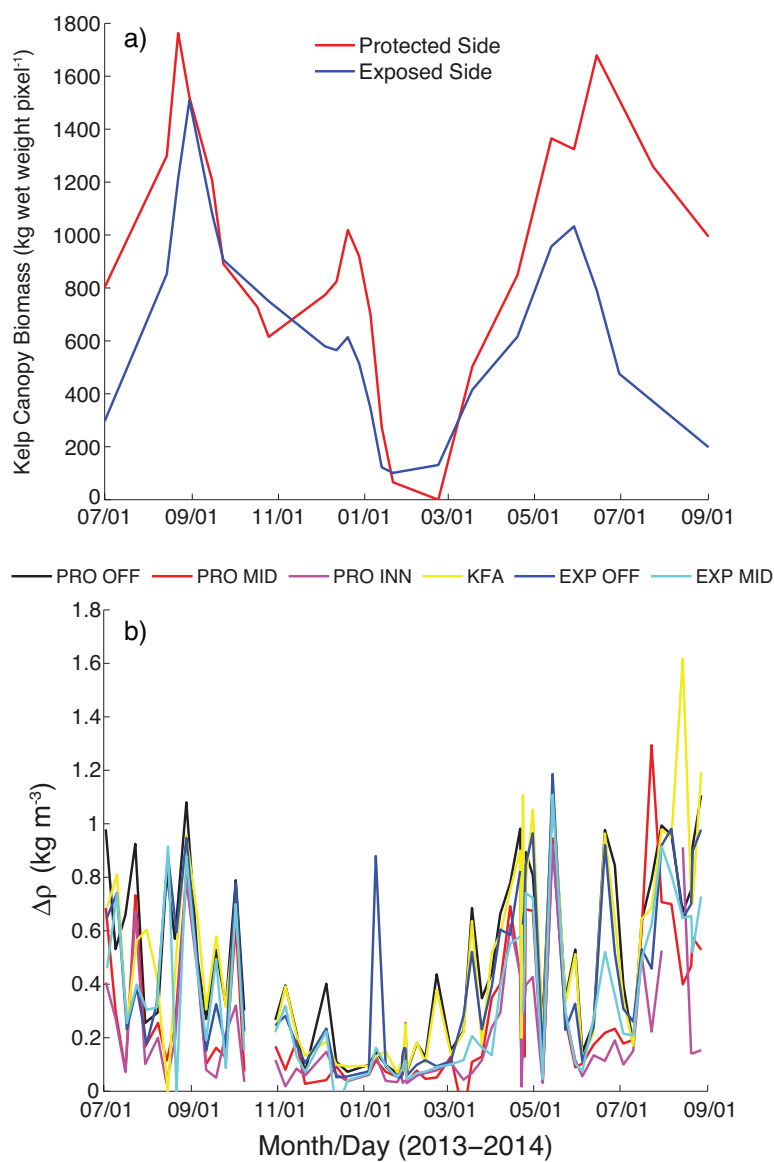 a)
Protected Side
Exposed Side
Kelp Canopy Biomass (kg wet weight pixel⁻¹)
1800
1600
1400
1200
1000
800
600
400
200
0
07/01 09/01 11/01 01/01 03/01 05/01 07/01 09/01
PRO OFF PRO MID PRO INN KFA EXP OFF EXP MID
b)
Δρ (kg m⁻³)
1.8
1.6
1.4
1.2
1
0.8
0.6
0.4
0.2
0
07/01 09/01 11/01 01/01 03/01 05/01 07/01 09/01
Month/Day (2013–2014)